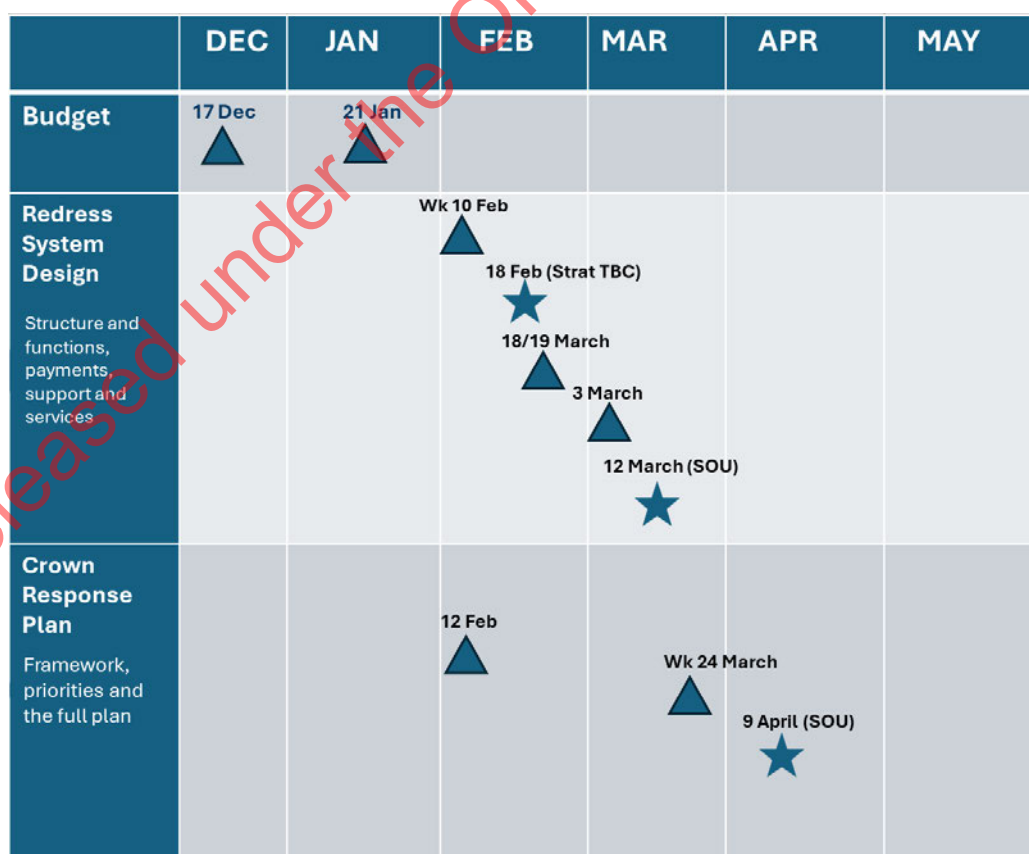 DEC JAN FEB MAR APR MAY
Budget
17 Dec
21 Jan
Redress
System
Design
Structure and
functions,
payments,
support and
services
Wk 10 Feb
18 Feb (Strat TBC)
18/19 March
3 March
12 March (SOU)
Crown
Response
Plan
Framework,
priorities and
the full plan
12 Feb
Wk 24 March
9 April (SOU)
under the